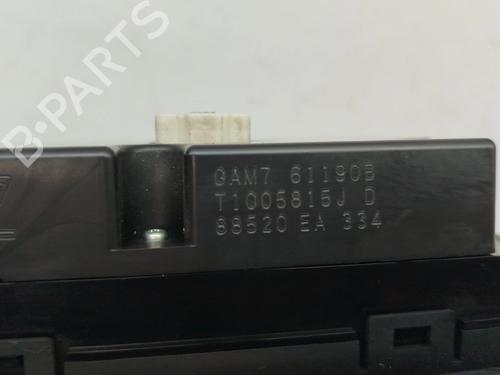 GAM7 61190B
T1005815J D
88520 EA 334
B-PARTS